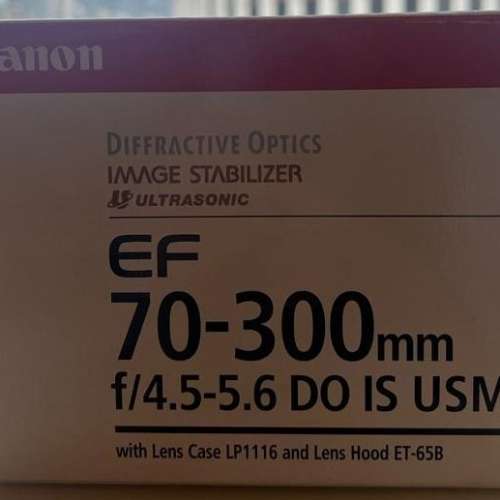 anon
DIFFRACTIVE OPTICS
IMAGE STABILIZER
ULTRASONIC
EF
70-300mm
f/4.5-5.6 DO IS USM
with Lens Case LP1116 and Lens Hood ET-65B